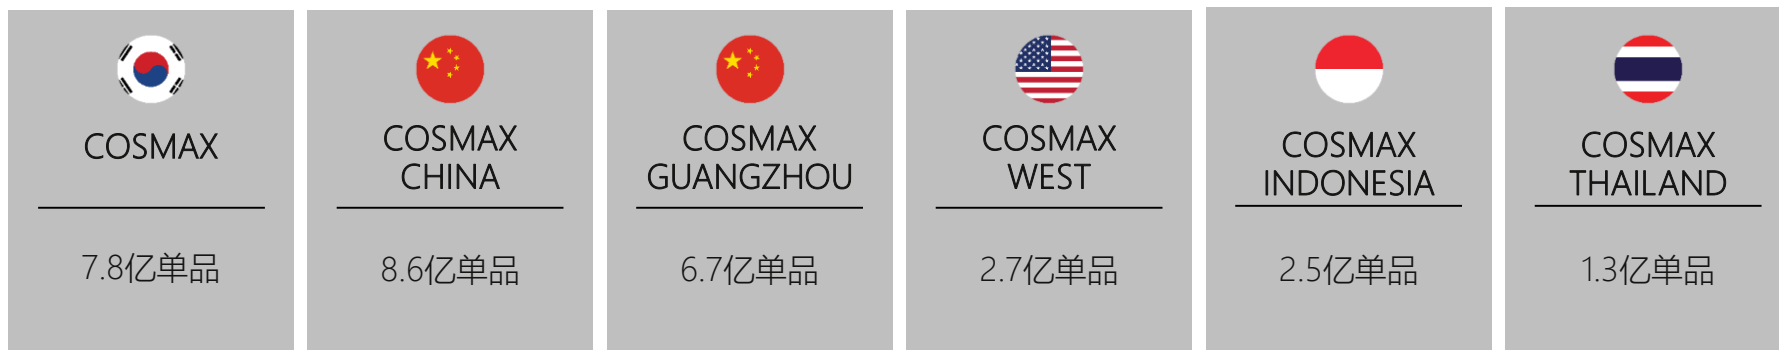 COSMAX
7.8亿单品
COSMAX
CHINA
8.6亿单品
COSMAX
GUANGZHOU
6.7亿单品
COSMAX
WEST
2.7亿单品
COSMAX
INDONESIA
2.5亿单品
COSMAX
THAILAND
1.3亿单品